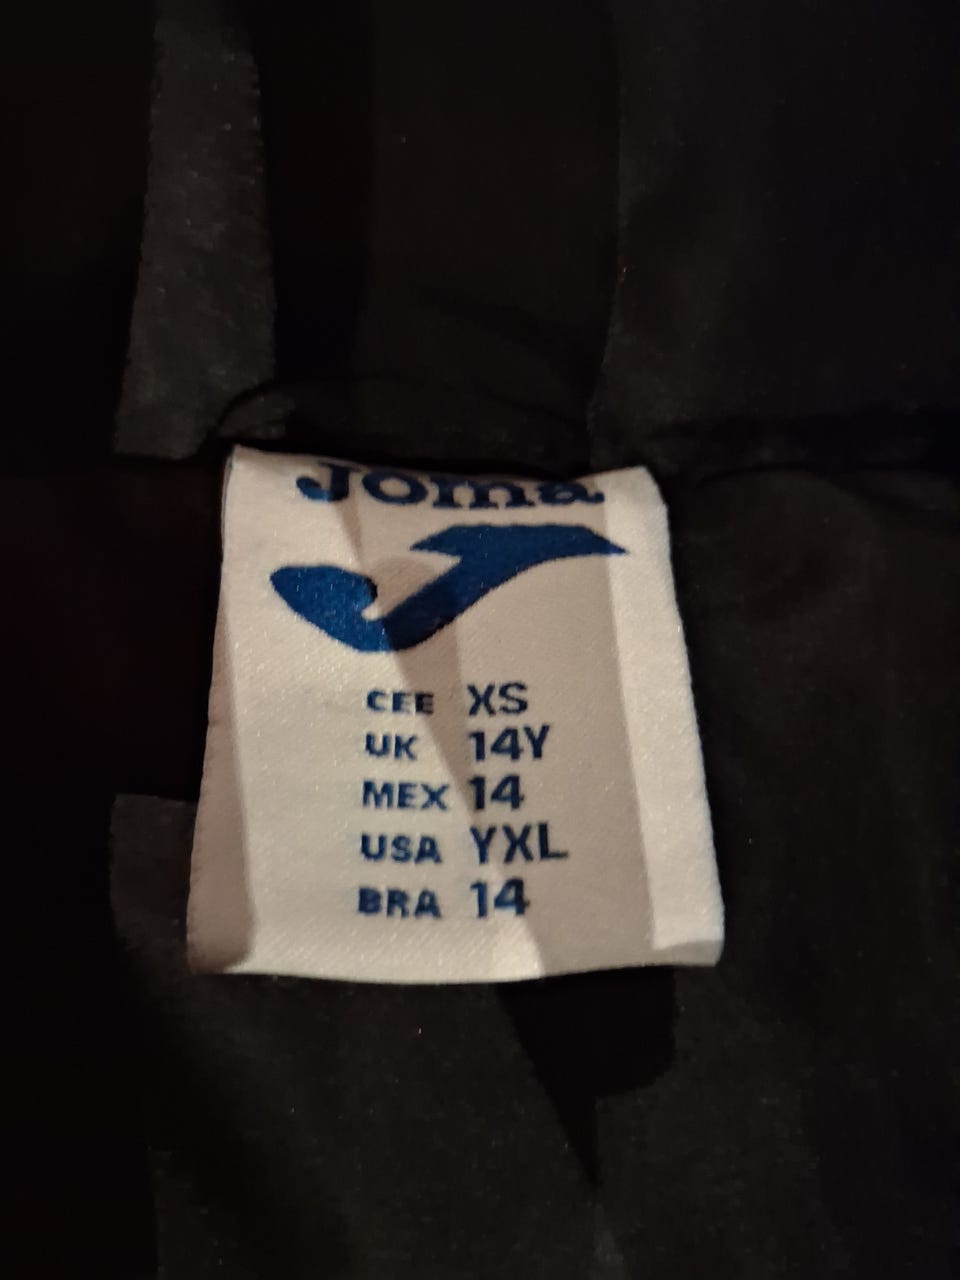 Joma
CEE XS
UK 14Y
MEX 14
USA YXL
BRA 14